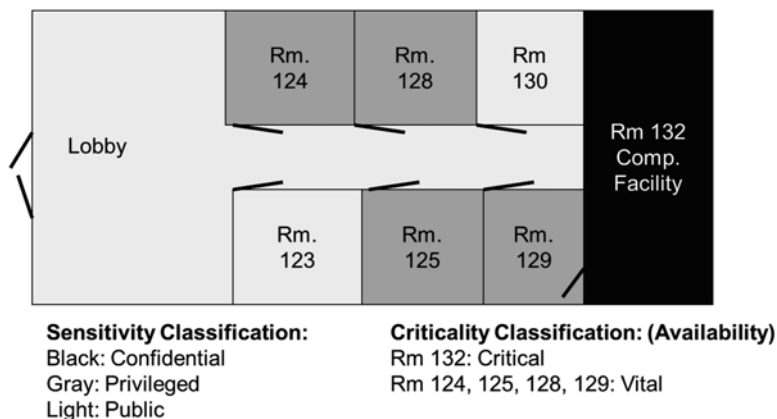 Rm.
124
Rm.
128
Rm
130
Lobby
Rm 132
Comp.
Facility
Rm.
123
Rm.
125
Rm.
129
Sensitivity Classification:
Black: Confidential
Gray: Privileged
Light: Public
Criticality Classification: (Availability)
Rm 132: Critical
Rm 124, 125, 128, 129: Vital